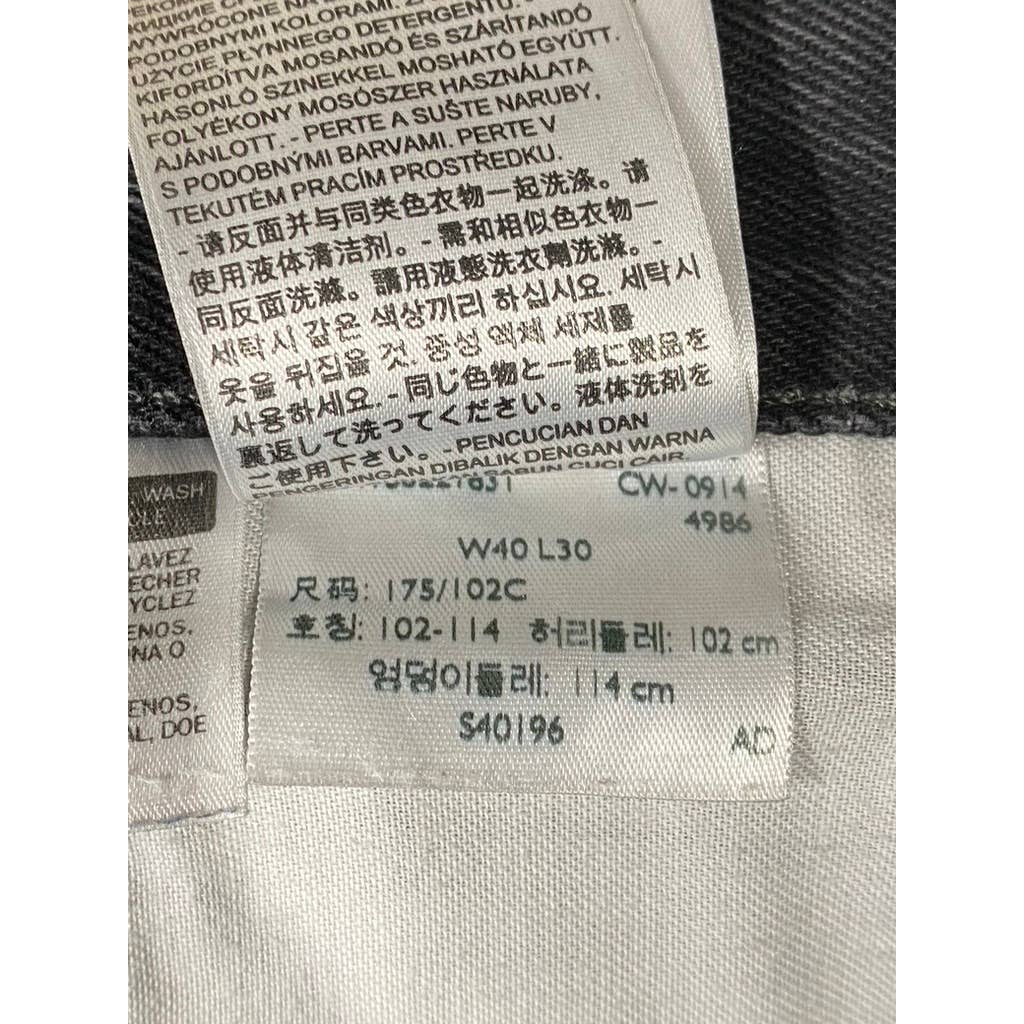 WYWRÓCONE NA
PODOBNYMI KOLORAMI.
UŻYCIE PŁYNNEGO DETERGENTU.
KIFORDÍTVA MOSANDÓ ÉS SZÁRÍTANDÓ
HASONLÓ SZINEKKEL MOSHATÓ EGYÜTT.
FOLYÉKONY MOSÓSZER HASZNÁLATA
AJÁNLOTT. - PERTE A SUŠTE NARUBY,
S PODOBNÝMI BARVAMI. PERTE V
TEKUTÉM PRACÍM PROSTŘEDKU.
- 请反面并与同类色衣物一起洗涤。请
使用液体清洁剂。- 需和相似色衣物一
同反面洗滌。請用液態洗衣劑洗滌。-
세탁시 같은 색상끼리 하십시요. 세탁시
옷을 뒤집을 것. 중성 액체 세제를
사용하세요. - 同じ色物と一緒に製品を
裏返して洗ってください。液体洗剤を
ご使用下さい。- PENCUCIAN DAN
PENGERINGAN DIBALIK DENGAN WARNA
SABUN CUCI CAIR.
WASH
LAVEZ
ENOS.
NA O
ENOS,
DOE
CW- 0914
4986
W40 L30
尺码: 175/102C
호칭: 102-114 허리둘레: 102 cm
엉덩이둘레: 114 cm
S40196
AD